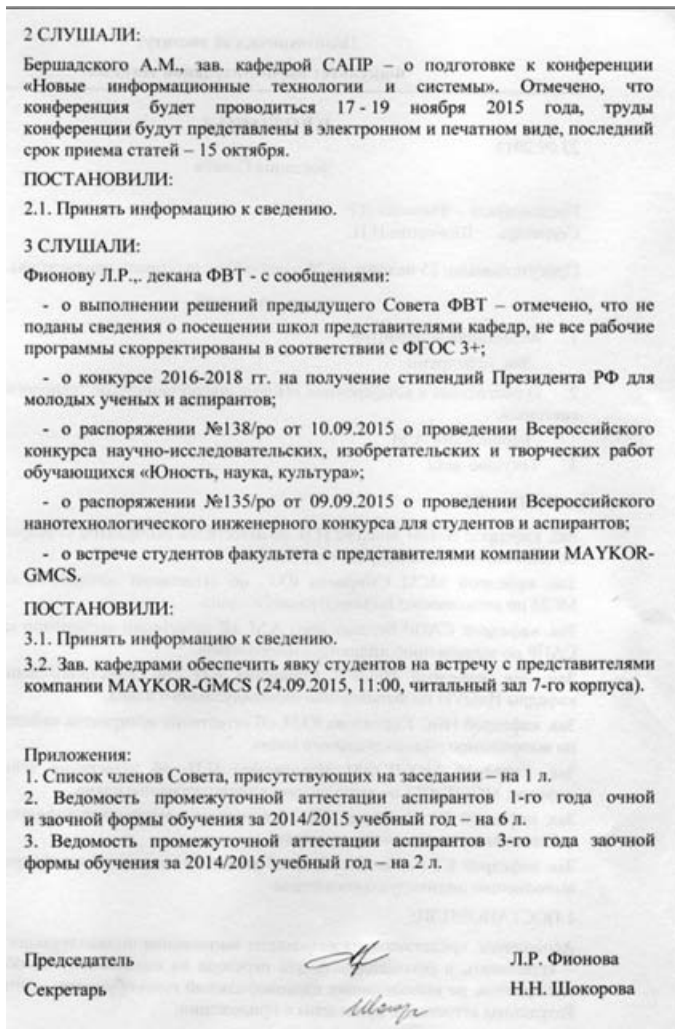 2 СЛУШАЛИ:
Бершадского А.М., зав. кафедрой САПР – о подготовке к конференции
«Новые информационные технологии и системы». Отмечено, что
конференция будет проводиться 17 - 19 ноября 2015 года, труды
конференции будут представлены в электронном и печатном виде, последний
срок приема статей – 15 октября.
ПОСТАНОВИЛИ:
2.1. Принять информацию к сведению.
3 СЛУШАЛИ:
Фионову Л.Р.,. декана ФВТ - с сообщениями:
- о выполнении решений предыдущего Совета ФВТ – отмечено, что не
поданы сведения о посещении школ представителями кафедр, не все рабочие
программы скорректированы в соответствии с ФГОС 3+;
- о конкурсе 2016-2018 гг. на получение стипендий Президента РФ для
молодых ученых и аспирантов;
- о распоряжении №138/ро от 10.09.2015 о проведении Всероссийского
конкурса научно-исследовательских, изобретательских и творческих работ
обучающихся «Юность, наука, культура»;
- о распоряжении №135/ро от 09.09.2015 о проведении Всероссийского
нанотехнологического инженерного конкурса для студентов и аспирантов;
- о встрече студентов факультета с представителями компании MAYKOR-
GMCS.
ПОСТАНОВИЛИ:
3.1. Принять информацию к сведению.
3.2. Зав. кафедрами обеспечить явку студентов на встречу с представителями
компании MAYKOR-GMCS (24.09.2015, 11:00, читальный зал 7-го корпуса).
Приложения:
1. Список членов Совета, присутствующих на заседании – на 1 л.
2. Ведомость промежуточной аттестации аспирантов 1-го года очной
и заочной формы обучения за 2014/2015 учебный год – на 6 л.
3. Ведомость промежуточной аттестации аспирантов 3-го года заочной
формы обучения за 2014/2015 учебный год – на 2 л.
Председатель Л.Р. Фионова
Секретарь Н.Н. Шокорова